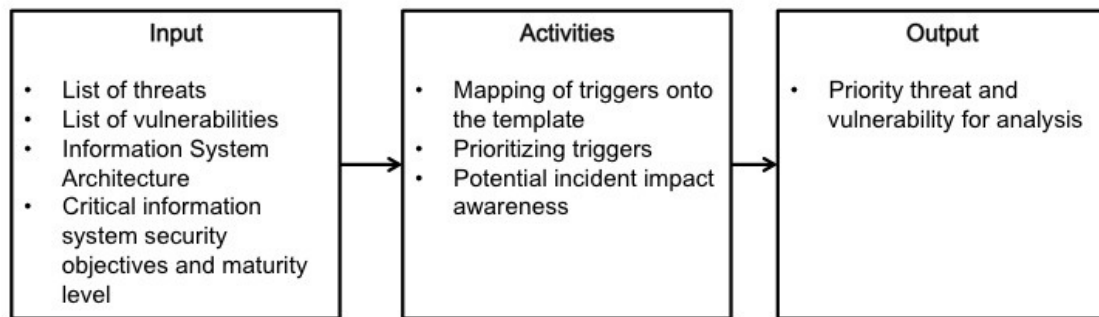 Input
• List of threats
• List of vulnerabilities
• Information System
Architecture
• Critical information
system security
objectives and maturity
level
Activities
• Mapping of triggers onto
the template
• Prioritizing triggers
• Potential incident impact
awareness
Output
• Priority threat and
vulnerability for analysis